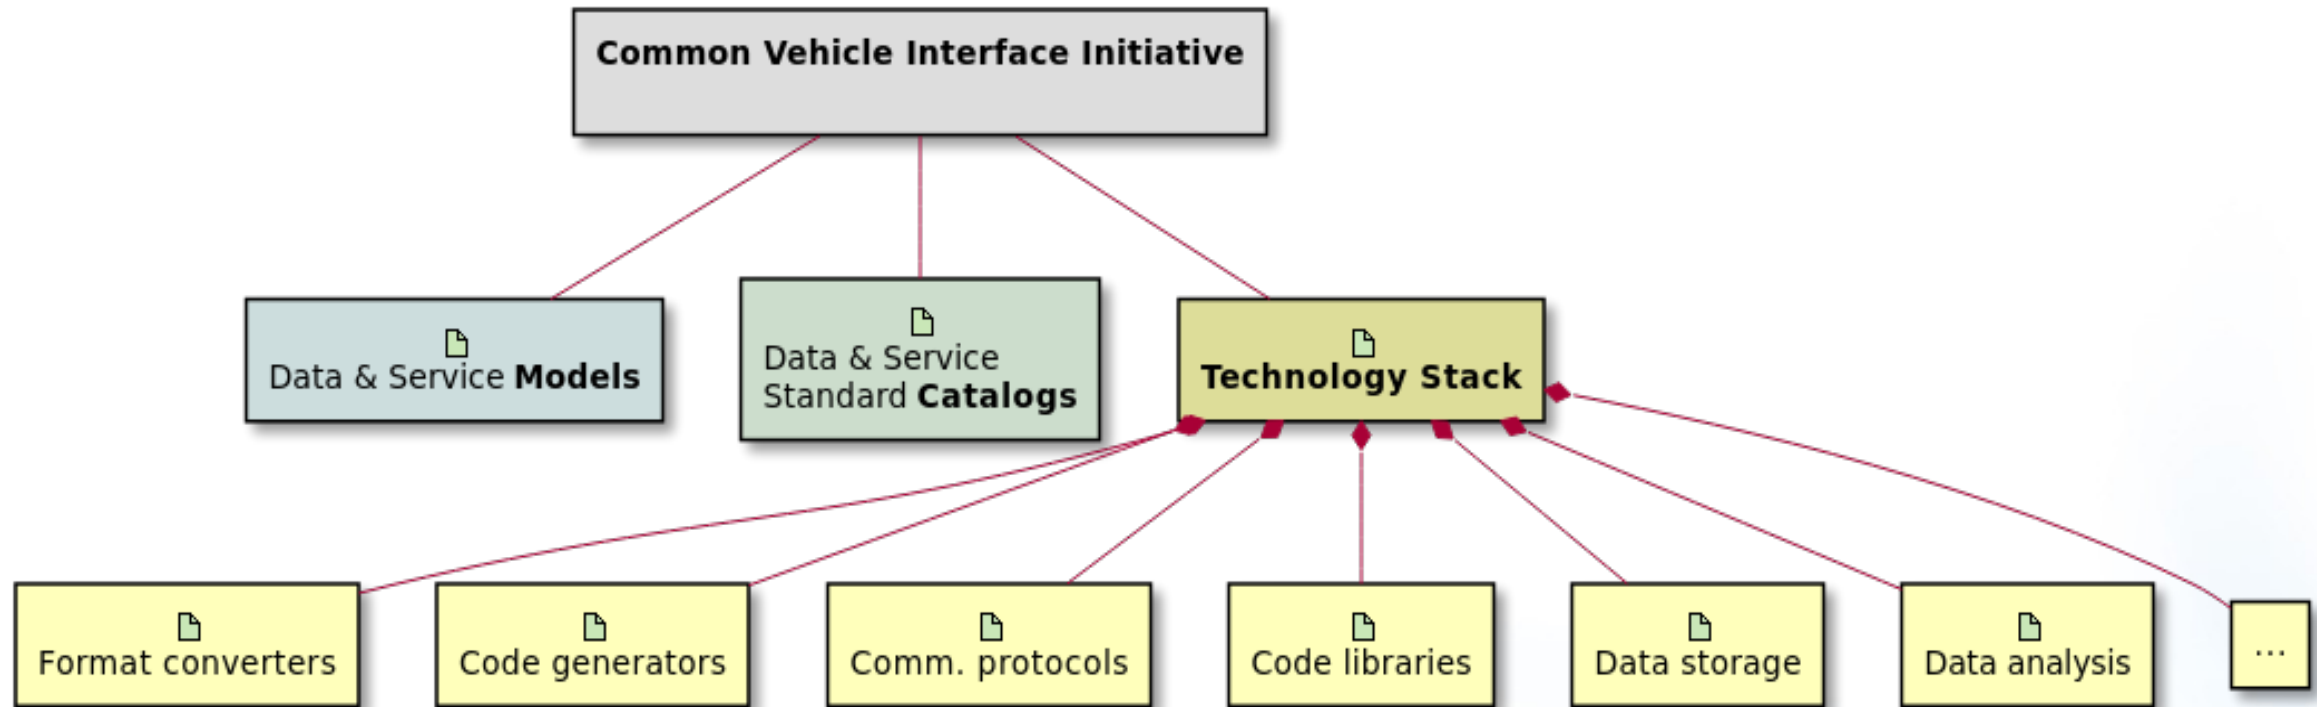 Common Vehicle Interface Initiative
Data & Service Models
Data & Service
Standard Catalogs
Technology Stack
Format converters
Code generators
Comm. protocols
Code libraries
Data storage
Data analysis
...